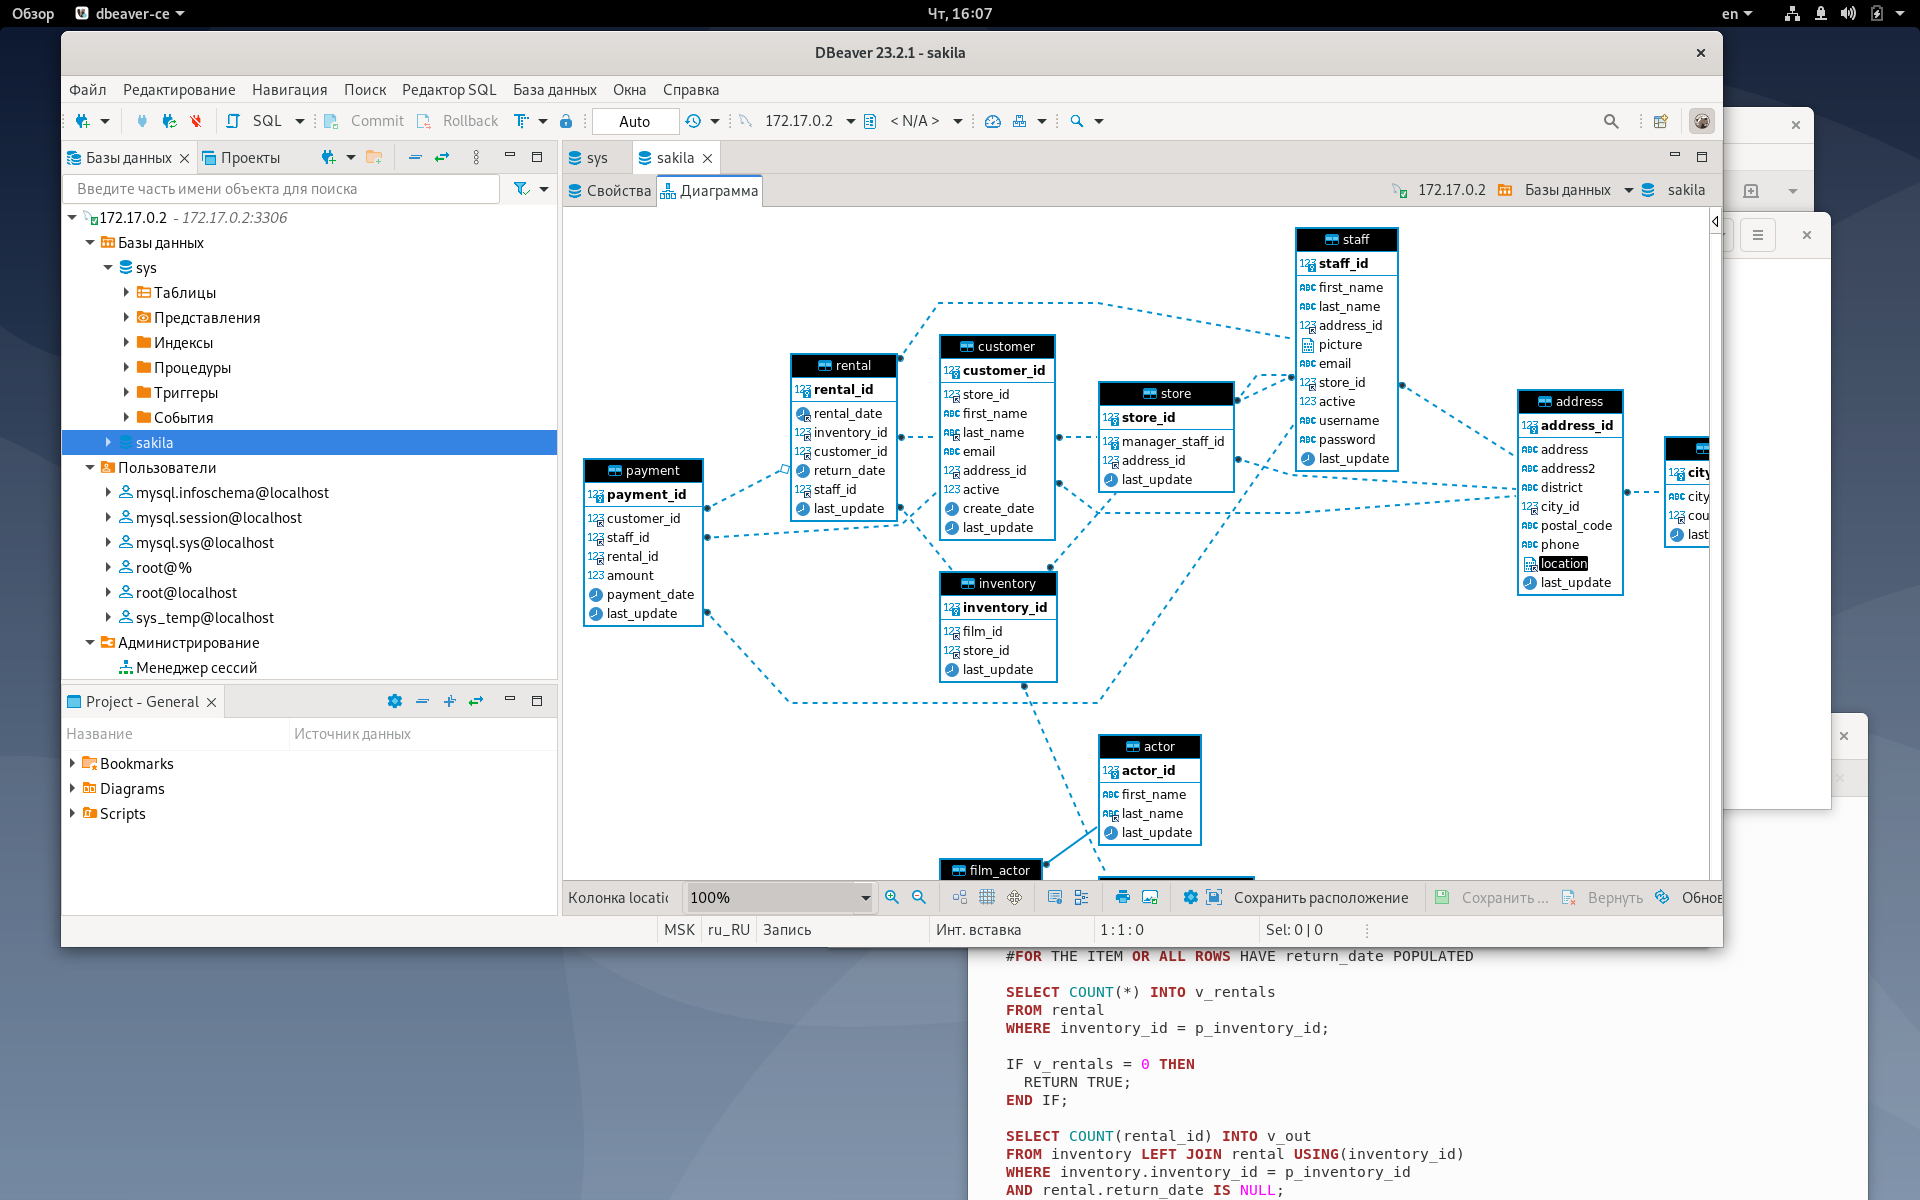 Обзор dbeaver-ce Чт, 16:07 en
DBeaver 23.2.1 - sakila
Файл Редактирование Навигация Поиск Редактор SQL База данных Окна Справка
SQL Commit Rollback Auto 172.17.0.2 < N/A >
Базы данных Проекты
Введите часть имени объекта для поиска
172.17.0.2 - 172.17.0.2:3306
Базы данных
sys
Таблицы
Представления
Индексы
Процедуры
Триггеры
События
sakila
Пользователи
mysql.infoschema@localhost
mysql.session@localhost
mysql.sys@localhost
root@%
root@localhost
sys_temp@localhost
Администрирование
Менеджер сессий
Project - General
Название Источник данных
Bookmarks
Diagrams
Scripts
sys sakila
Свойства Диаграмма 172.17.0.2 Базы данных sakila
payment
payment_id
customer_id
staff_id
rental_id
amount
payment_date
last_update
rental
rental_id
rental_date
inventory_id
customer_id
return_date
staff_id
last_update
customer
customer_id
store_id
first_name
last_name
email
address_id
active
create_date
last_update
inventory
inventory_id
film_id
store_id
last_update
store
store_id
manager_staff_id
address_id
last_update
staff
staff_id
first_name
last_name
address_id
picture
email
store_id
active
username
password
last_update
address
address_id
address
address2
district
city_id
postal_code
phone
location
last_update
city
city
cou
last
actor
actor_id
first_name
last_name
last_update
film_actor
Колонка locatic 100% Сохранить расположение Сохранить ... Вернуть Обнов
MSK ru_RU Запись Инт. вставка 1 : 1 : 0 Sel: 0 | 0
#FOR THE ITEM OR ALL ROWS HAVE return_date POPULATED
SELECT COUNT(*) INTO v_rentals
FROM rental
WHERE inventory_id = p_inventory_id;
IF v_rentals = 0 THEN
RETURN TRUE;
END IF;
SELECT COUNT(rental_id) INTO v_out
FROM inventory LEFT JOIN rental USING(inventory_id)
WHERE inventory.inventory_id = p_inventory_id
AND rental.return_date IS NULL;